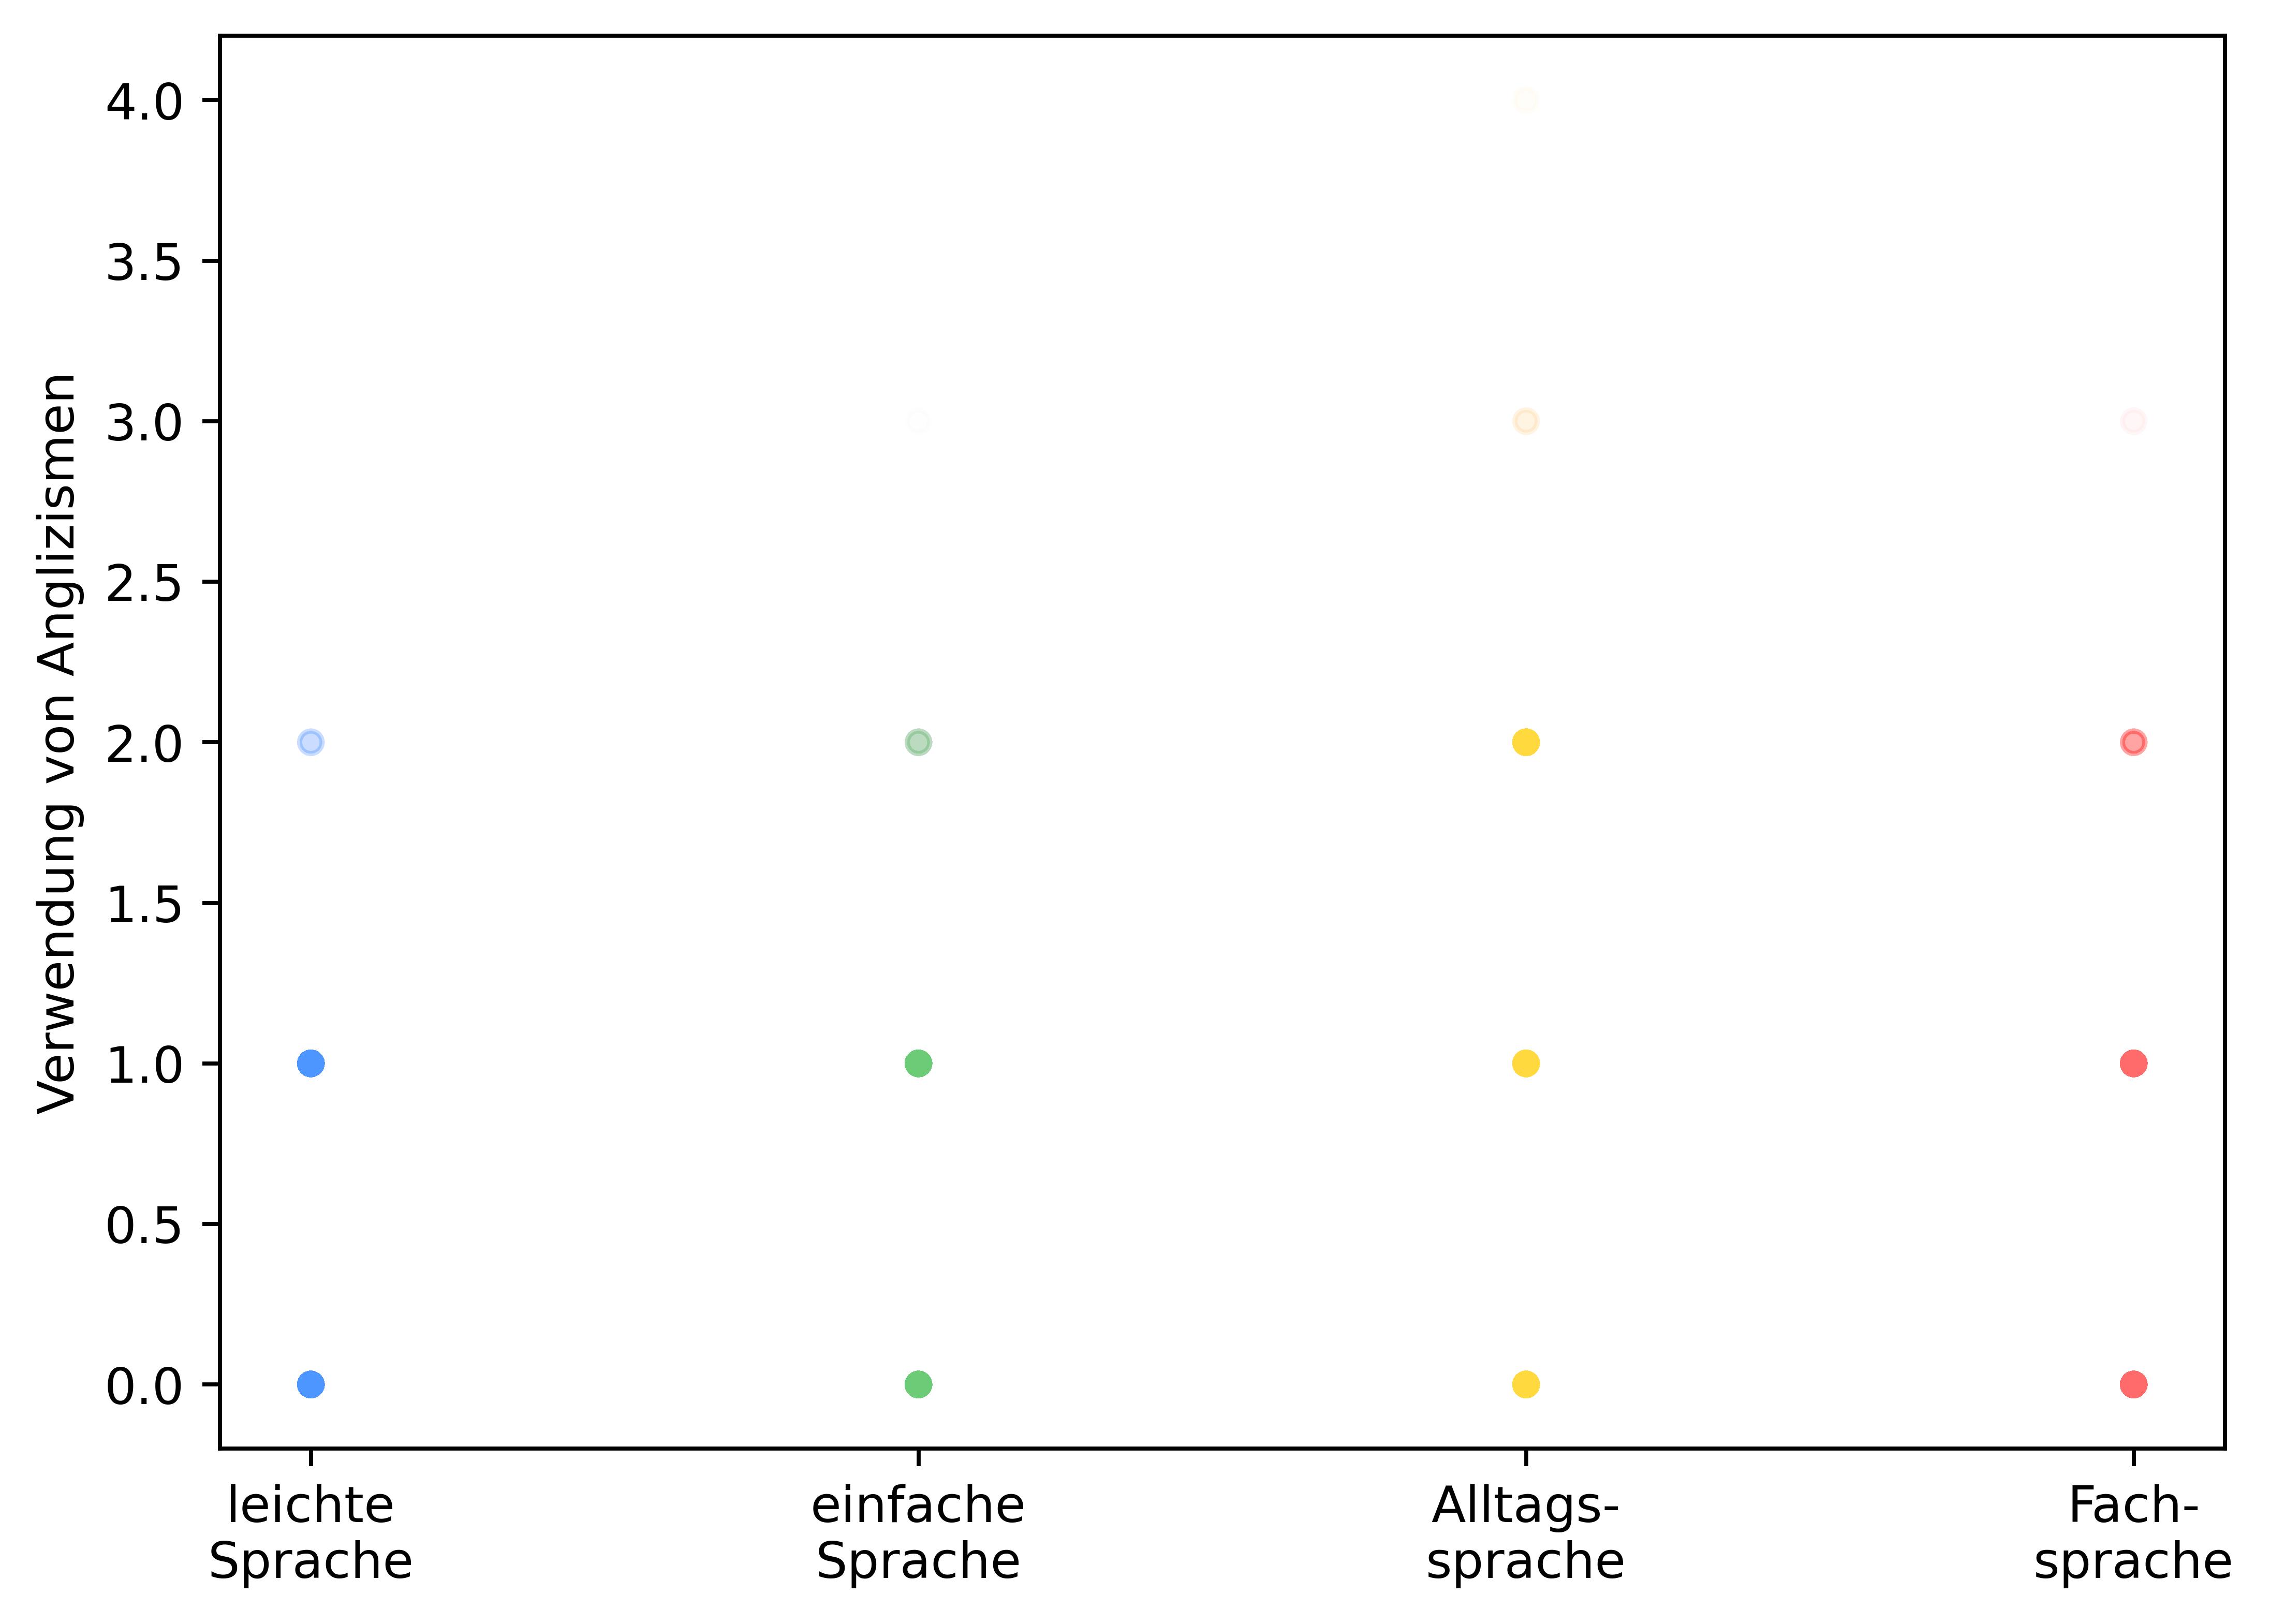 Verwendung von Anglizismen
4.0
3.5
3.0
2.5
2.0
1.5
1.0
0.5
0.0
leichte
Sprache
einfache
Sprache
Alltags-
sprache
Fach-
sprache